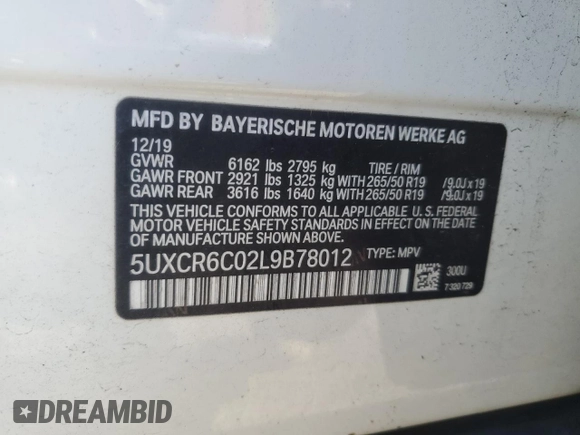 MFD BY BAYERISCHE MOTOREN WERKE AG
12/19
GVWR 6162 lbs 2795 kg TIRE / RIM
GAWR FRONT 2921 lbs 1325 kg WITH 265/50 R19 /9.0J x 19
GAWR REAR 3616 lbs 1640 kg WITH 265/50 R19 /9.0J x 19
THIS VEHICLE CONFORMS TO ALL APPLICABLE U. S. FEDERAL
MOTOR VEHICLE SAFETY STANDARDS IN EFFECT ON THE
DATE OF MANUFACTURE SHOWN ABOVE.
5UXCR6C02L9B78012 TYPE: MPV
300U
7 320 729
DREAMBID